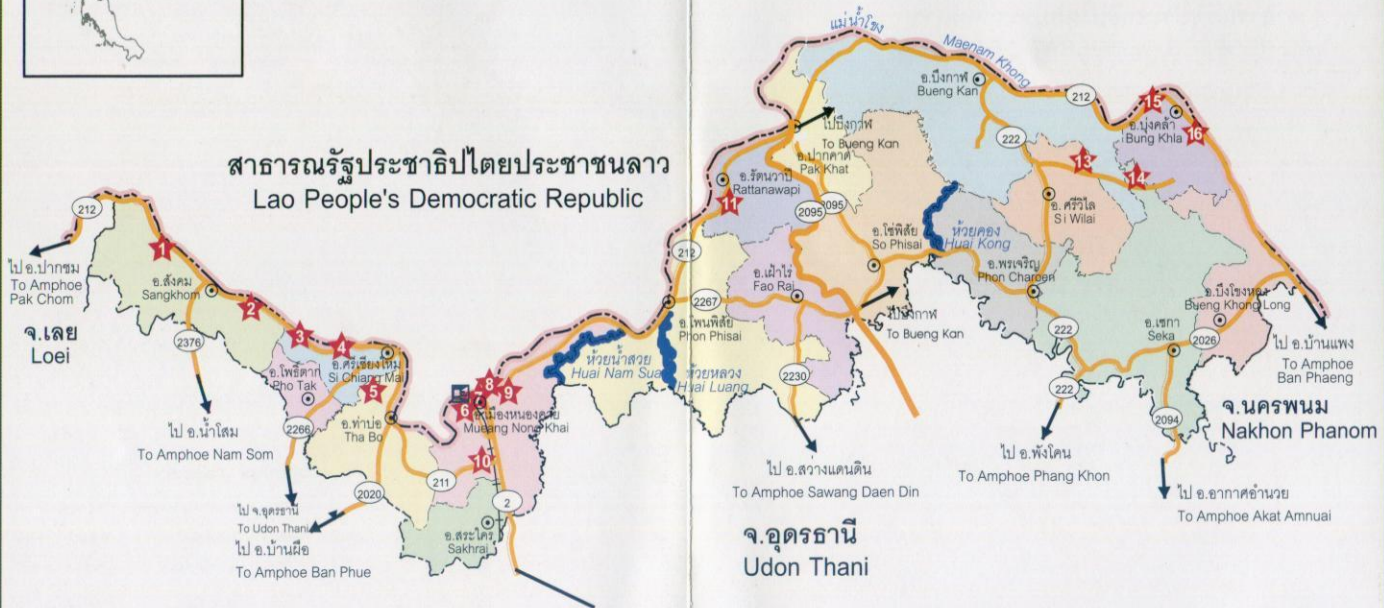 แม่น้ำโขง
Maenam Khong
สาธารณรัฐประชาธิปไตยประชาชนลาว
Lao People's Democratic Republic
212
1
ไป อ.ปากชม
To Amphoe
Pak Chom
จ.เลย
Loei
อ.สังคม
Sangkhom
2
2376
ไป อ.น้ำโสม
To Amphoe Nam Som
3
4
อ.ศรีเชียงใหม่
Si Chiang Mai
อ.โพธิ์ตาก
Pho Tak
5
2266
อ.ท่าบ่อ
Tha Bo
ไป จ.อุดรธานี
To Udon Thani
2020
ไป อ.บ้านผือ
To Amphoe Ban Phue
211
6
8
9
อ.เมืองหนองคาย
Mueang Nong Khai
10
2
อ.สระใคร
Sakhrai
ห้วยน้ำสวย
Huai Nam Suai
ห้วยหลวง
Huai Luang
212
2267
อ.โพนพิสัย
Phon Phisai
อ.รัตนวาปี
Rattanawapi
11
ไปบึงกาฬ
To Bueng Kan
อ.ปากคาด
Pak Khat
2095
2095
อ.เฝ้าไร่
Fao Rai
2230
ไป อ.สว่างแดนดิน
To Amphoe Sawang Daen Din
จ.อุดรธานี
Udon Thani
อ.โซ่พิสัย
So Phisai
ไปบึงกาฬ
To Bueng Kan
ห้วยคอง
Huai Kong
อ.บึงกาฬ
Bueng Kan
212
222
13
14
15
16
อ.บุ่งคล้า
Bung Khla
อ. ศรีวิไล
Si Wilai
อ.พรเจริญ
Phon Charoen
222
222
ไป อ.พังโคน
To Amphoe Phang Khon
อ.เซกา
Seka
อ.บึงโขงหลง
Bueng Khong Long
2026
2094
ไป อ.บ้านแพง
To Amphoe
Ban Phaeng
จ.นครพนม
Nakhon Phanom
ไป อ.อากาศอำนวย
To Amphoe Akat Amnuai